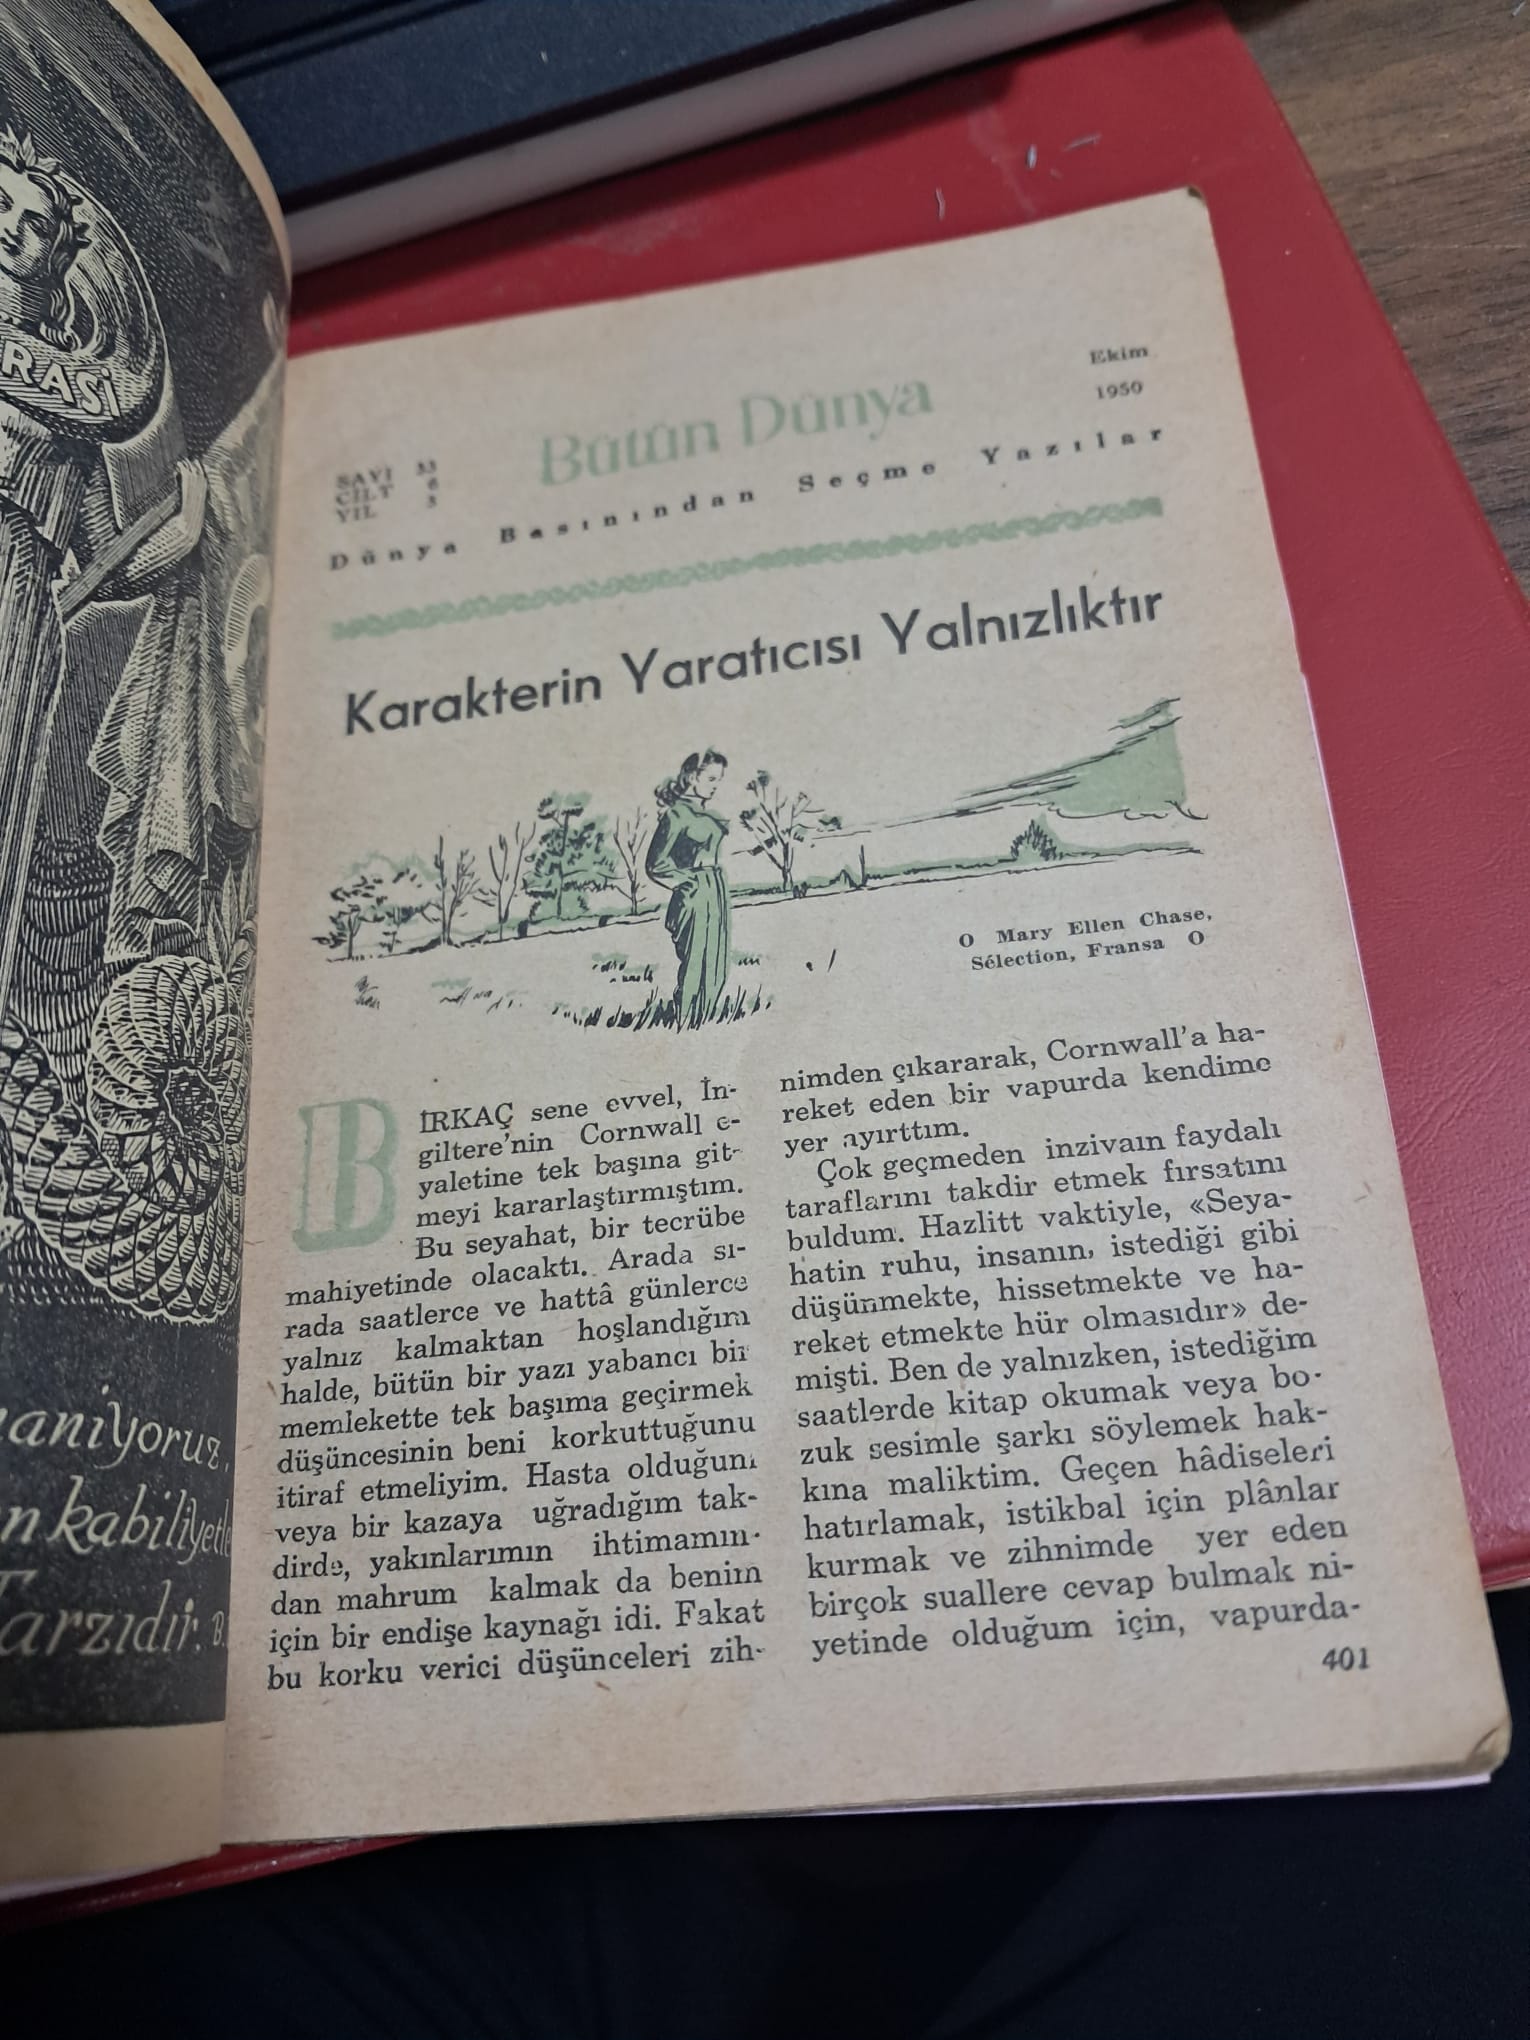 RASİ
naniyoruz,
n kabiliyetle
Tarzıdır. B.
SAYI 33
CİLT 6
YIL 3
Bütün Dünya
Ekim
1950
Dünya Basınından Seçme Yazılar
Karakterin Yaratıcısı Yalnızlıktır
O Mary Ellen Chase,
Sélection, Fransa O
BİRKAÇ sene evvel, İn-
giltere'nin Cornwall e-
yaletine tek başına git-
meyi kararlaştırmıştım.
Bu seyahat, bir tecrübe
mahiyetinde olacaktı. Arada sı-
rada saatlerce ve hattâ günlerce
yalnız kalmaktan hoşlandığım
halde, bütün bir yazı yabancı bir
memlekette tek başıma geçirmek
düşüncesinin beni korkuttuğunu
itiraf etmeliyim. Hasta olduğum
veya bir kazaya uğradığım tak-
dirde, yakınlarımın ihtimamın-
dan mahrum kalmak da benim
için bir endişe kaynağı idi. Fakat
bu korku verici düşünceleri zih-
nimden çıkararak, Cornwall'a ha-
reket eden bir vapurda kendime
yer ayırttım.
Çok geçmeden inzivaın faydalı
taraflarını takdir etmek fırsatını
buldum. Hazlitt vaktiyle, «Seya-
hatin ruhu, insanın, istediği gibi
düşünmekte, hissetmekte ve ha-
reket etmekte hür olmasıdır» de-
mişti. Ben de yalnızken, istediğim
saatlerde kitap okumak veya bo-
zuk sesimle şarkı söylemek hak-
kına maliktim. Geçen hâdiseleri
hatırlamak, istikbal için plânlar
kurmak ve zihnimde yer eden
birçok suallere cevap bulmak ni-
yetinde olduğum için, vapurda-
401